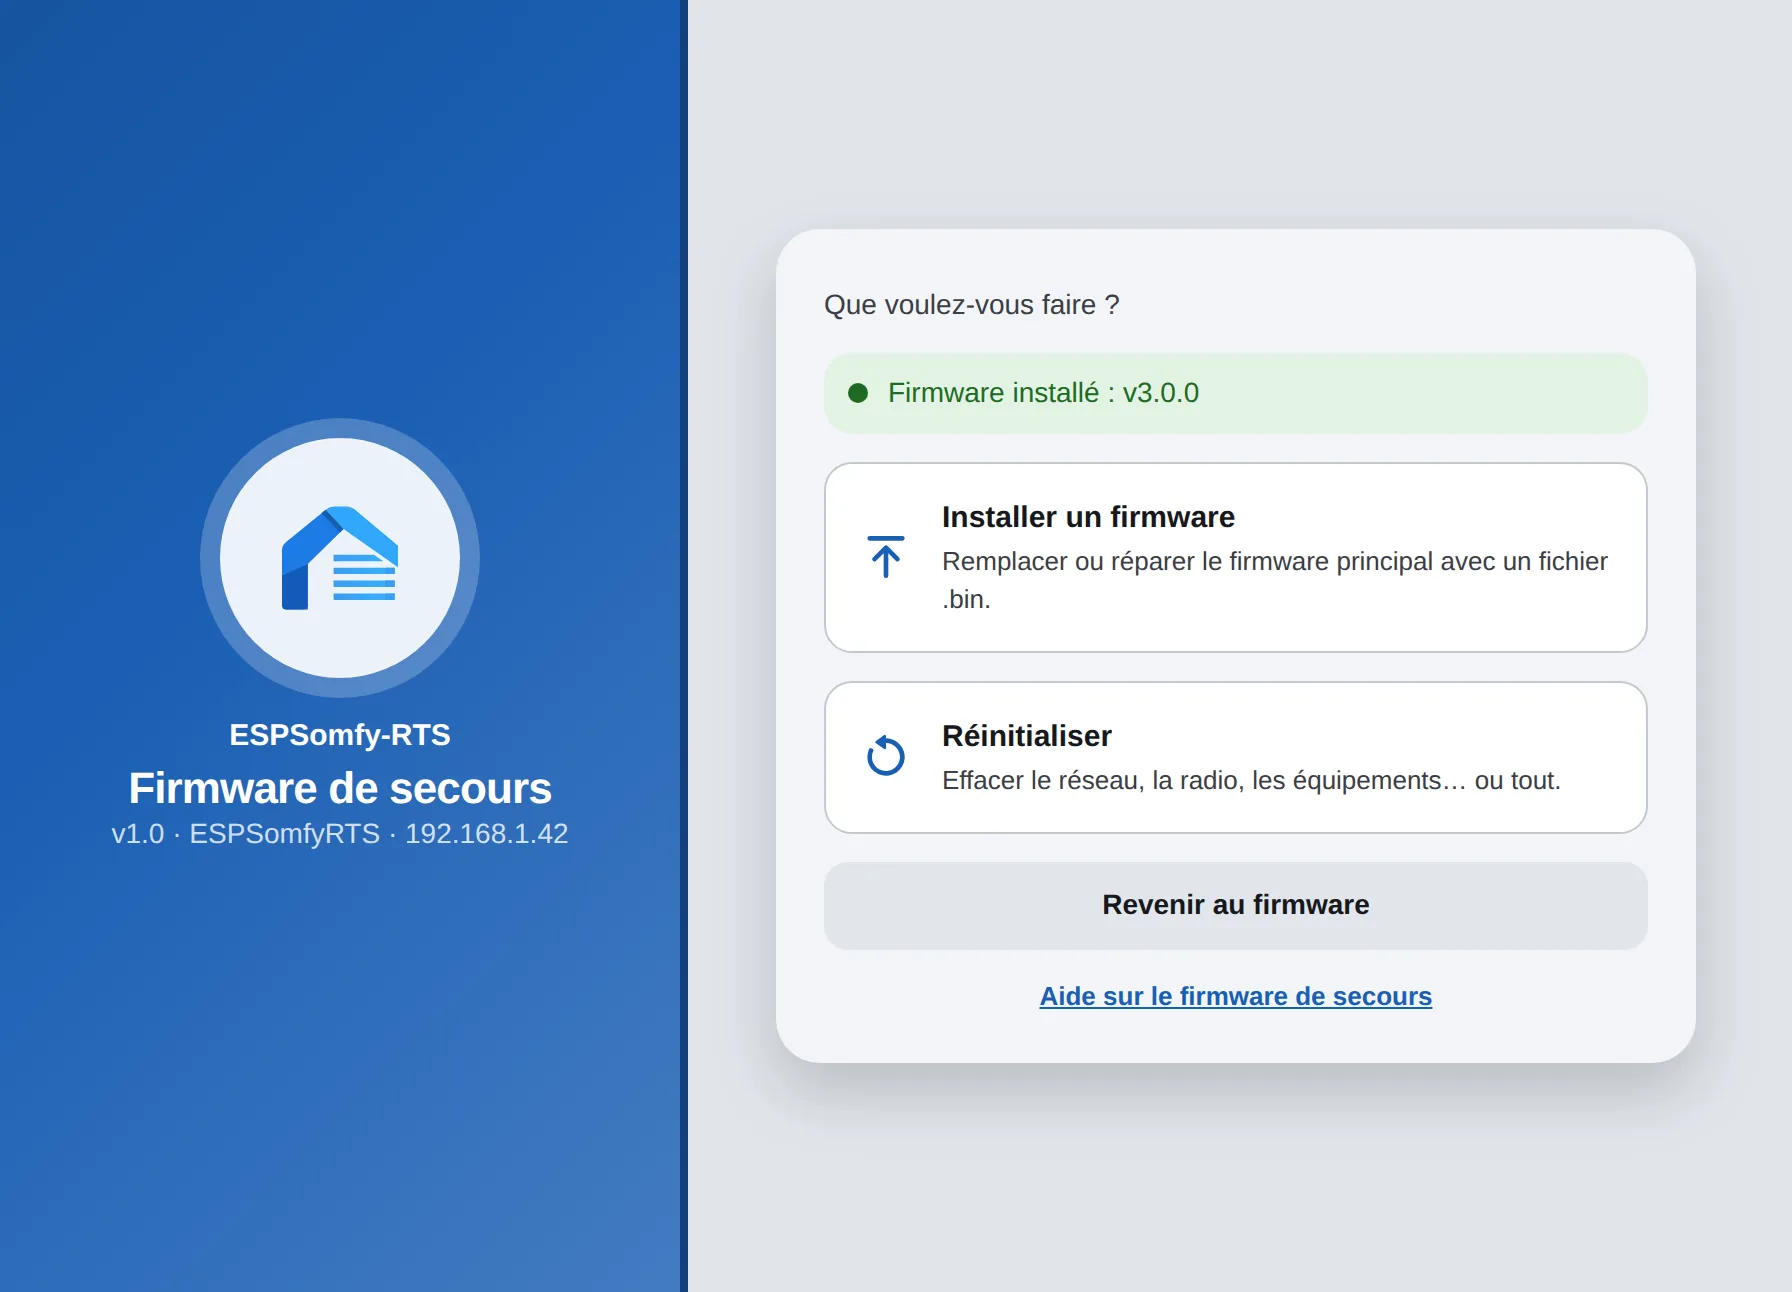 ESPSomfy-RTS
Firmware de secours
v1.0 · ESPSomfyRTS · 192.168.1.42
Que voulez-vous faire ?
Firmware installé : v3.0.0
Installer un firmware
Remplacer ou réparer le firmware principal avec un fichier
.bin.
Réinitialiser
Effacer le réseau, la radio, les équipements… ou tout.
Revenir au firmware
Aide sur le firmware de secours